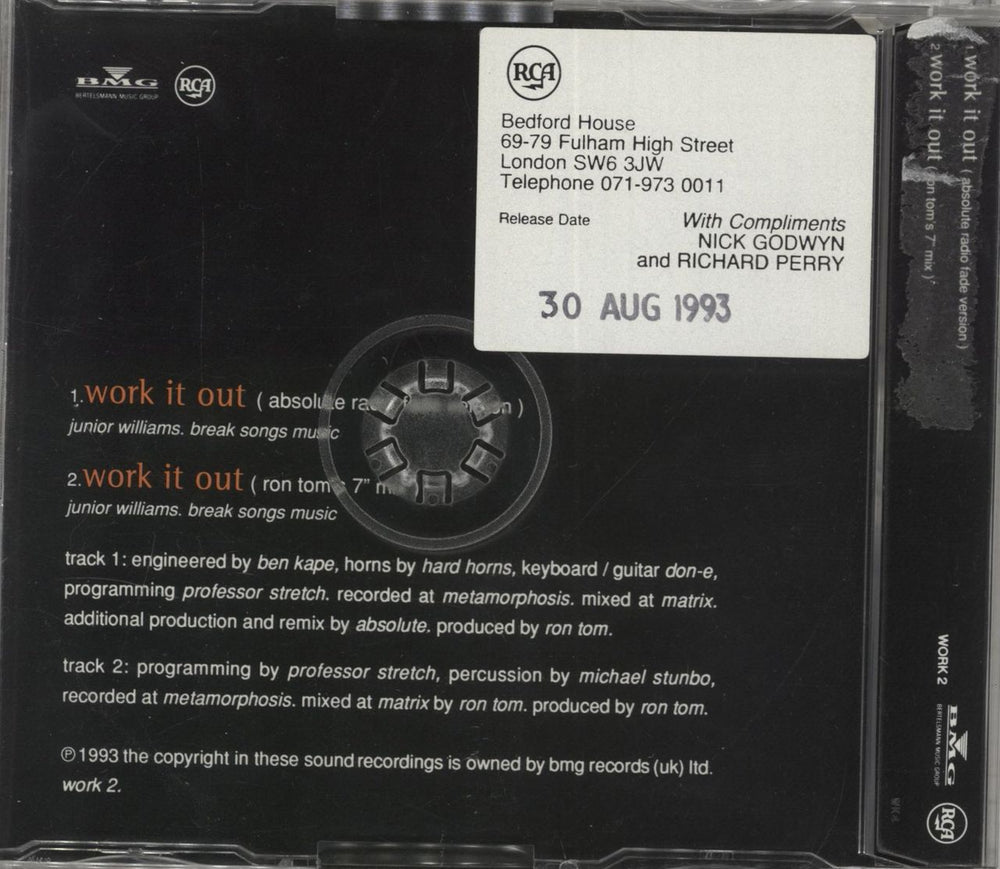 BMG
BERTELSMANN MUSIC GROUP
RCA
RCA
Bedford House
69-79 Fulham High Street
London SW6 3JW
Telephone 071-973 0011
Release Date
With Compliments
NICK GODWYN
and RICHARD PERRY
30 AUG 1993
1.work it out ( absolute )
junior williams. break songs music
2.work it out ( ron tom's 7"
junior williams. break songs music
track 1: engineered by ben kape, horns by hard horns, keyboard / guitar don-e,
programming professor stretch. recorded at metamorphosis. mixed at matrix.
additional production and remix by absolute. produced by ron tom.
track 2: programming by professor stretch, percussion by michael stunbo,
recorded at metamorphosis. mixed at matrix by ron tom. produced by ron tom.
℗ 1993 the copyright in these sound recordings is owned by bmg records (uk) ltd.
work 2.
1.work it out ( absolute radio fade version )
2.work it out ( ron tom's 7" mix )
WORK 2
BMG
BERTELSMANN MUSIC GROUP
RCA